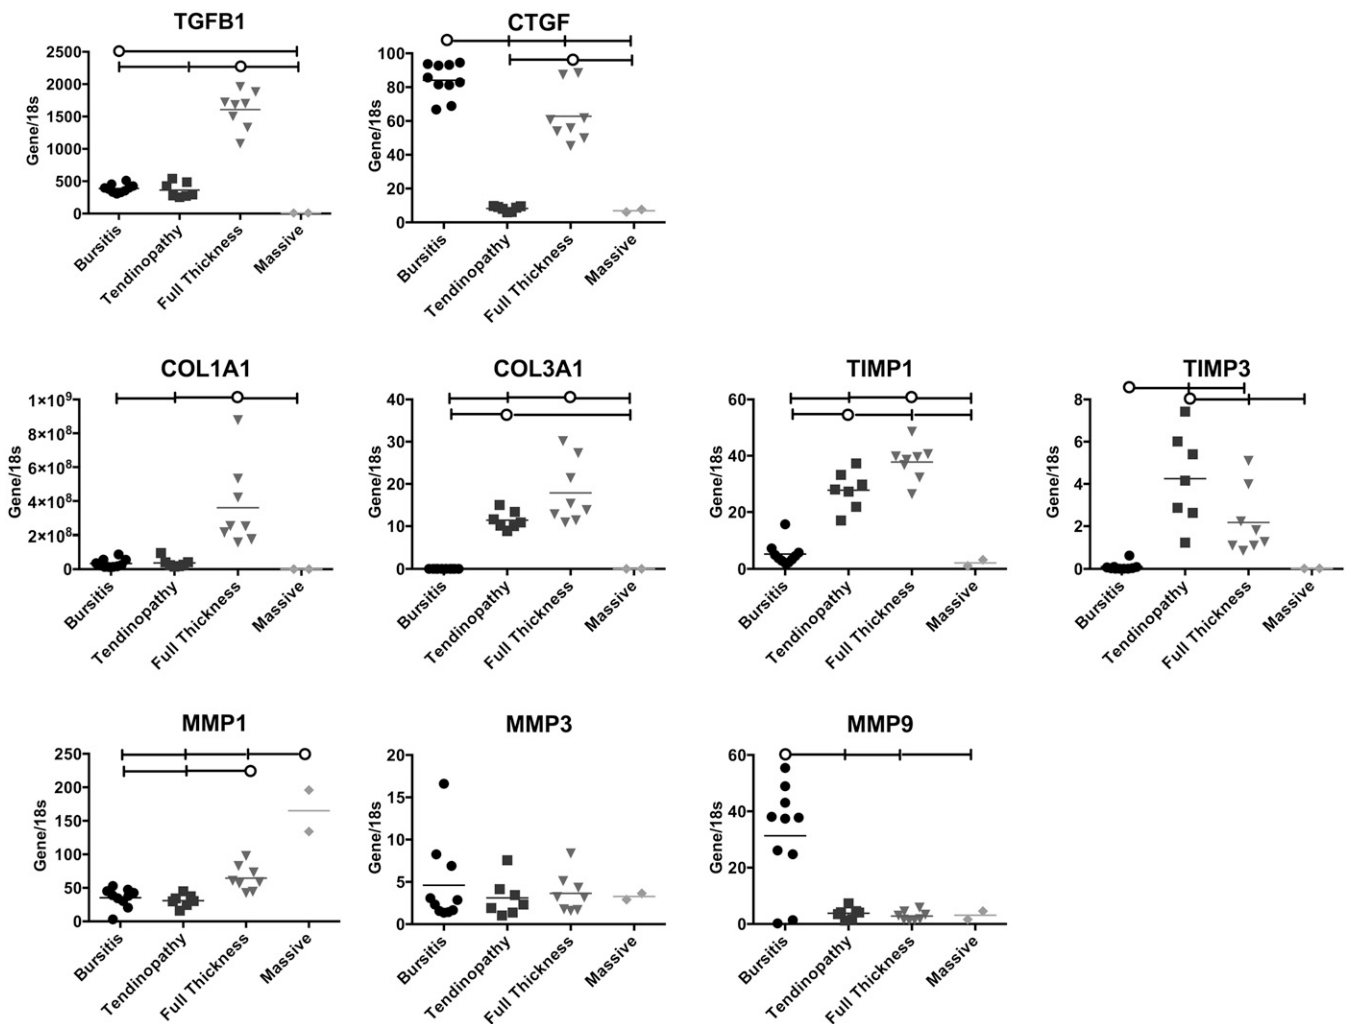 TGFB1
2500
2000
1500
1000
500
0
Gene/18s
Bursitis
Tendinopathy
Full Thickness
Massive
CTGF
100
80
60
40
20
0
Gene/18s
Bursitis
Tendinopathy
Full Thickness
Massive
COL1A1
1×10⁹
8×10⁸
6×10⁸
4×10⁸
2×10⁸
0
Gene/18s
Bursitis
Tendinopathy
Full Thickness
Massive
COL3A1
40
30
20
10
0
Gene/18s
Bursitis
Tendinopathy
Full Thickness
Massive
TIMP1
60
40
20
0
Gene/18s
Bursitis
Tendinopathy
Full Thickness
Massive
TIMP3
8
6
4
2
0
Gene/18s
Bursitis
Tendinopathy
Full Thickness
Massive
MMP1
250
200
150
100
50
0
Gene/18s
Bursitis
Tendinopathy
Full Thickness
Massive
MMP3
20
15
10
5
0
Gene/18s
Bursitis
Tendinopathy
Full Thickness
Massive
MMP9
60
40
20
0
Gene/18s
Bursitis
Tendinopathy
Full Thickness
Massive